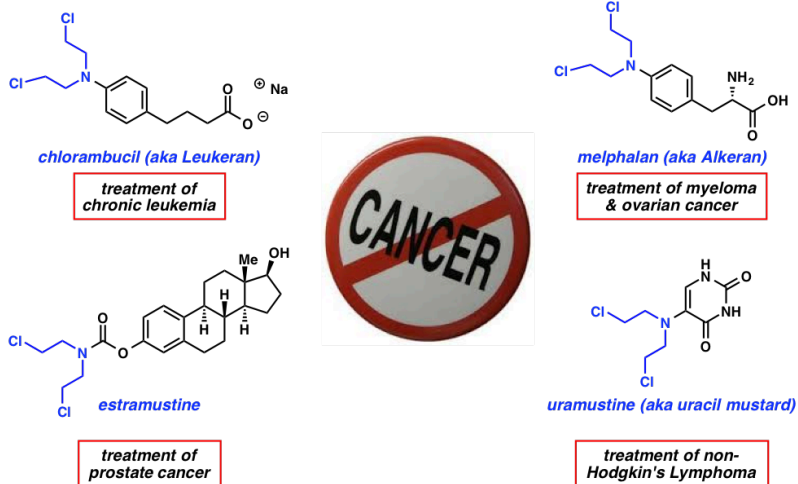 Cl
Cl
N
O
O
⊖
⊕ Na
chlorambucil (aka Leukeran)
treatment of
chronic leukemia
Cl
Cl
N
NH2
OH
O
melphalan (aka Alkeran)
treatment of myeloma
& ovarian cancer
CANCER
OH
Me
H
H
H
O
O
N
Cl
Cl
estramustine
treatment of
prostate cancer
H
N
O
NH
O
N
Cl
Cl
uramustine (aka uracil mustard)
treatment of non-
Hodgkin's Lymphoma